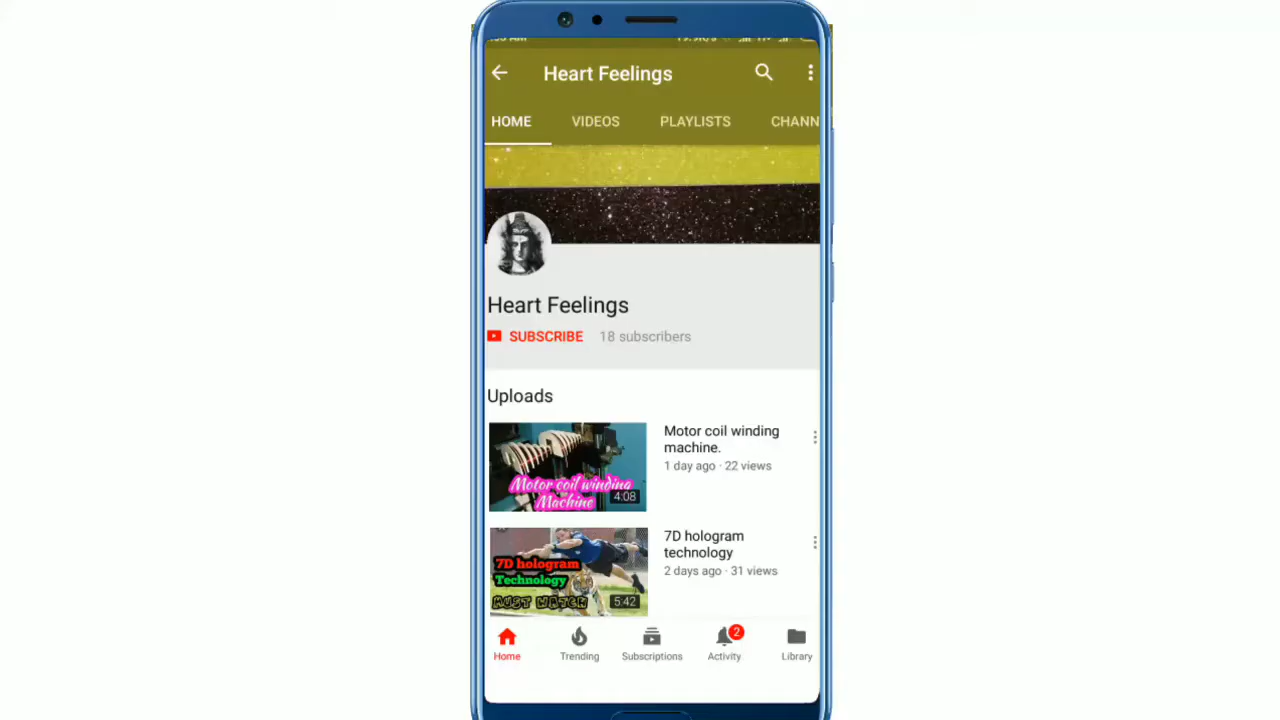 Heart Feelings
HOME VIDEOS PLAYLISTS CHANN
Heart Feelings
SUBSCRIBE 18 subscribers
Uploads
Motor coil winding
machine.
1 day ago · 22 views
Motor coil winding
Machine
4:08
7D hologram
technology
2 days ago · 31 views
7D hologram
Technology
MUST WATCH
5:42
2
Home Trending Subscriptions Activity Library